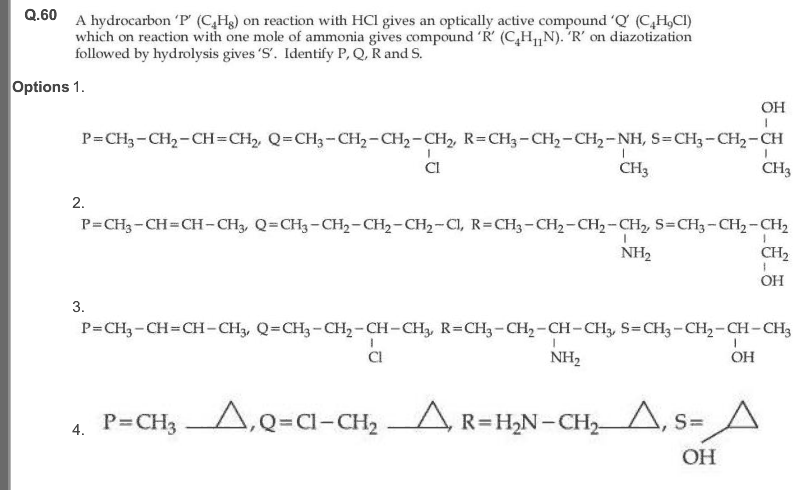 Q.60 A hydrocarbon ‘P’ (C₄H₈) on reaction with HCl gives an optically active compound ‘Q’ (C₄H₉Cl)
which on reaction with one mole of ammonia gives compound ‘R’ (C₄H₁₁N). ‘R’ on diazotization
followed by hydrolysis gives ‘S’. Identify P, Q, R and S.
Options 1.
OH
P=CH₃–CH₂–CH=CH₂, Q=CH₃–CH₂–CH₂–CH₂, R=CH₃–CH₂–CH₂–NH, S=CH₃–CH₂–CH
Cl CH₃ CH₃
2.
P=CH₃–CH=CH–CH₃, Q=CH₃–CH₂–CH₂–CH₂–Cl, R=CH₃–CH₂–CH₂–CH₂, S=CH₃–CH₂–CH₂
NH₂ CH₂
OH
3.
P=CH₃–CH=CH–CH₃, Q=CH₃–CH₂–CH–CH₃, R=CH₃–CH₂–CH–CH₃, S=CH₃–CH₂–CH–CH₃
Cl NH₂ OH
4. P=CH₃ , Q=Cl–CH₂ , R=H₂N–CH₂ , S=
OH